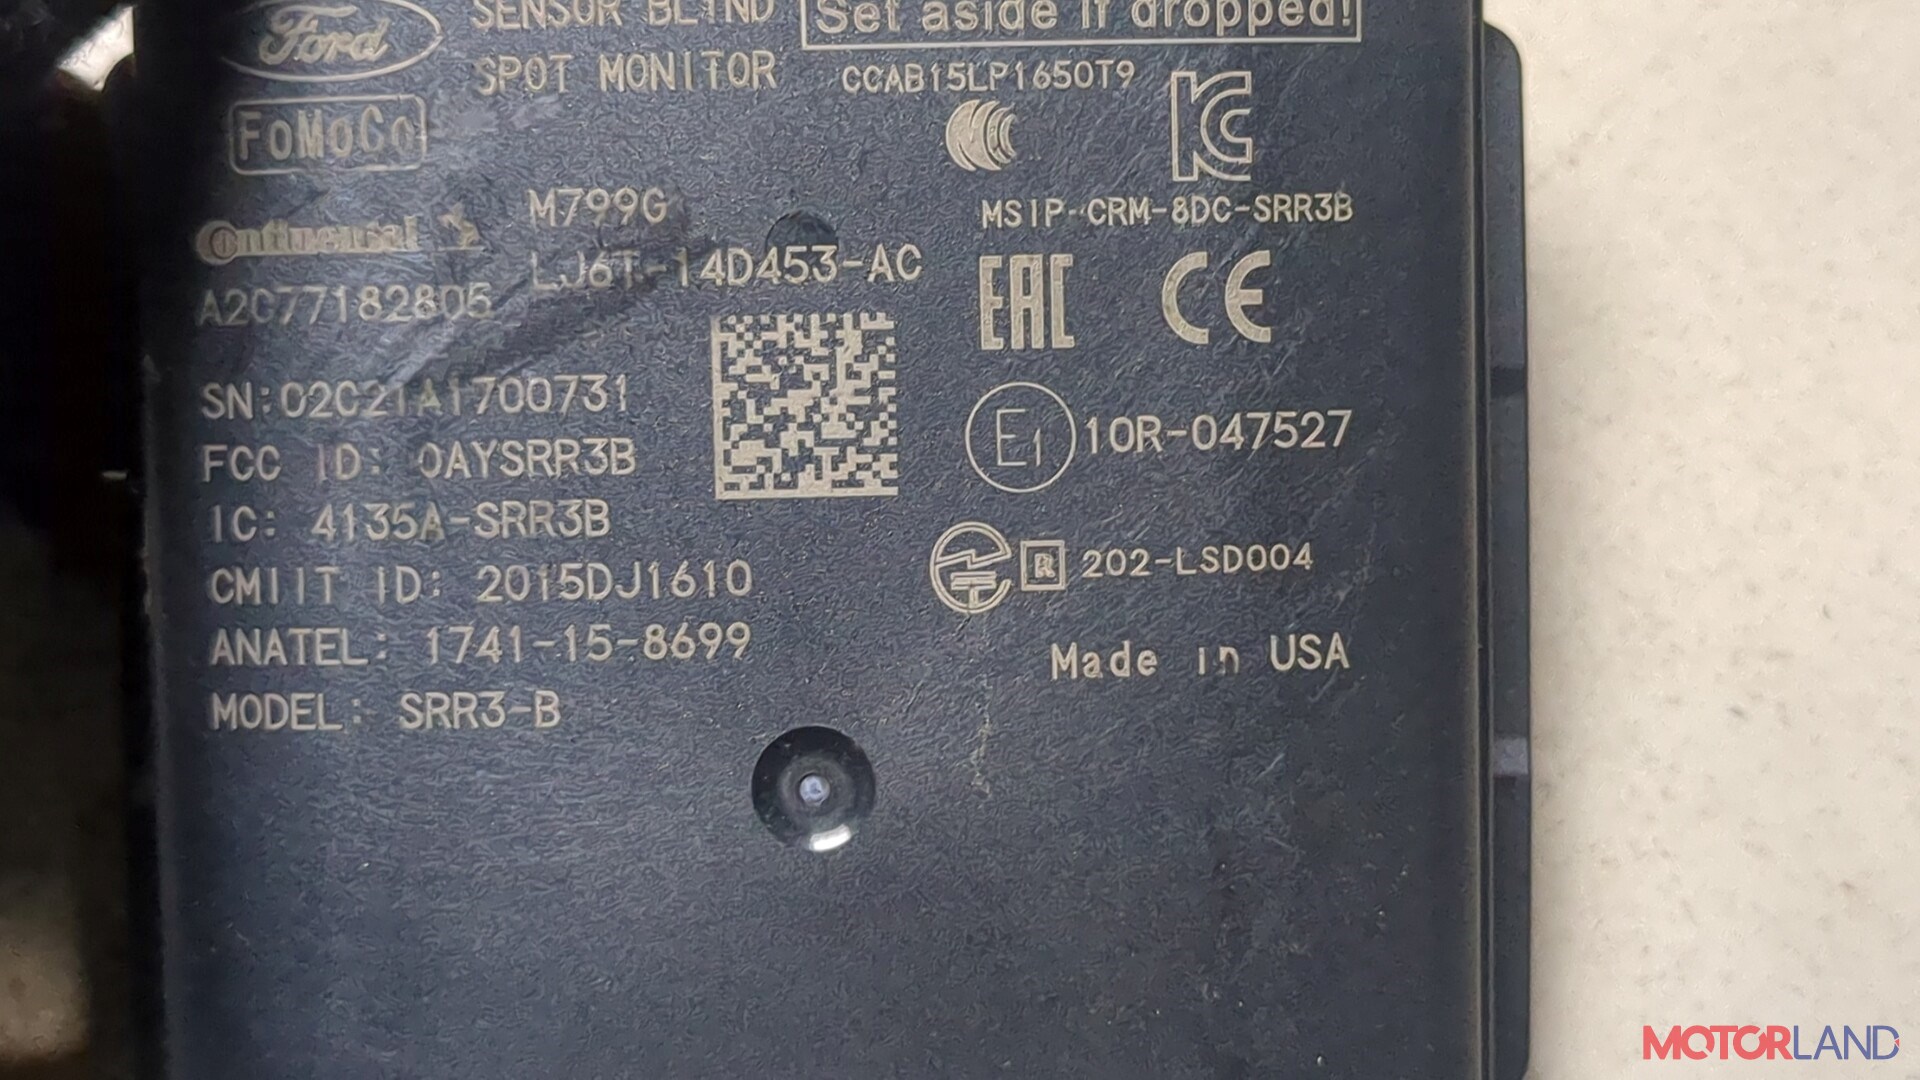 Ford
SENSOR BLIND
SPOT MONITOR
Set aside if dropped!
FoMoCo
CCAB15LP1650T9
Continental
M799G
MSIP-CRM-8DC-SRR3B
LJ6T-14D453-AC
A2C77182805
EAC CE
SN:02C21A1700731
E1 10R-047527
FCC ID: OAYSRR3B
IC: 4135A-SRR3B
R 202-LSD004
CMIIT ID: 2015DJ1610
ANATEL: 1741-15-8699
Made in USA
MODEL: SRR3-B
MOTORLAND